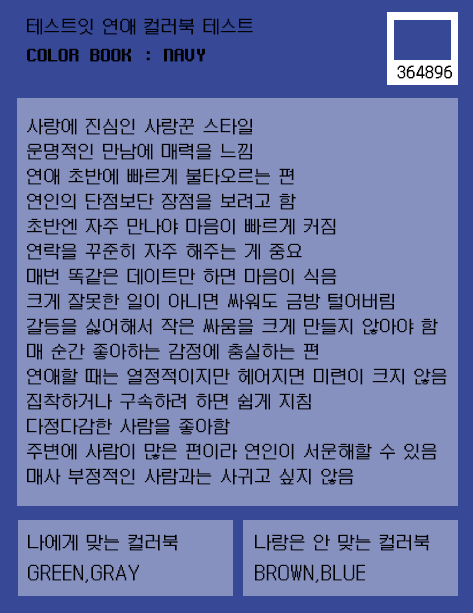 테스트잇 연애 컬러북 테스트
COLOR BOOK : NAVY
364896
사랑에 진심인 사랑꾼 스타일
운명적인 만남에 매력을 느낌
연애 초반에 빠르게 불타오르는 편
연인의 단점보단 장점을 보려고 함
초반엔 자주 만나야 마음이 빠르게 커짐
연락을 꾸준히 자주 해주는 게 중요
매번 똑같은 데이트만 하면 마음이 식음
크게 잘못한 일이 아니면 싸워도 금방 털어버림
갈등을 싫어해서 작은 싸움을 크게 만들지 않아야 함
매 순간 좋아하는 감정에 충실하는 편
연애할 때는 열정적이지만 헤어지면 미련이 크지 않음
집착하거나 구속하려 하면 쉽게 지침
다정다감한 사람을 좋아함
주변에 사람이 많은 편이라 연인이 서운해할 수 있음
매사 부정적인 사람과는 사귀고 싶지 않음
나에게 맞는 컬러북
GREEN,GRAY
나랑은 안 맞는 컬러북
BROWN,BLUE